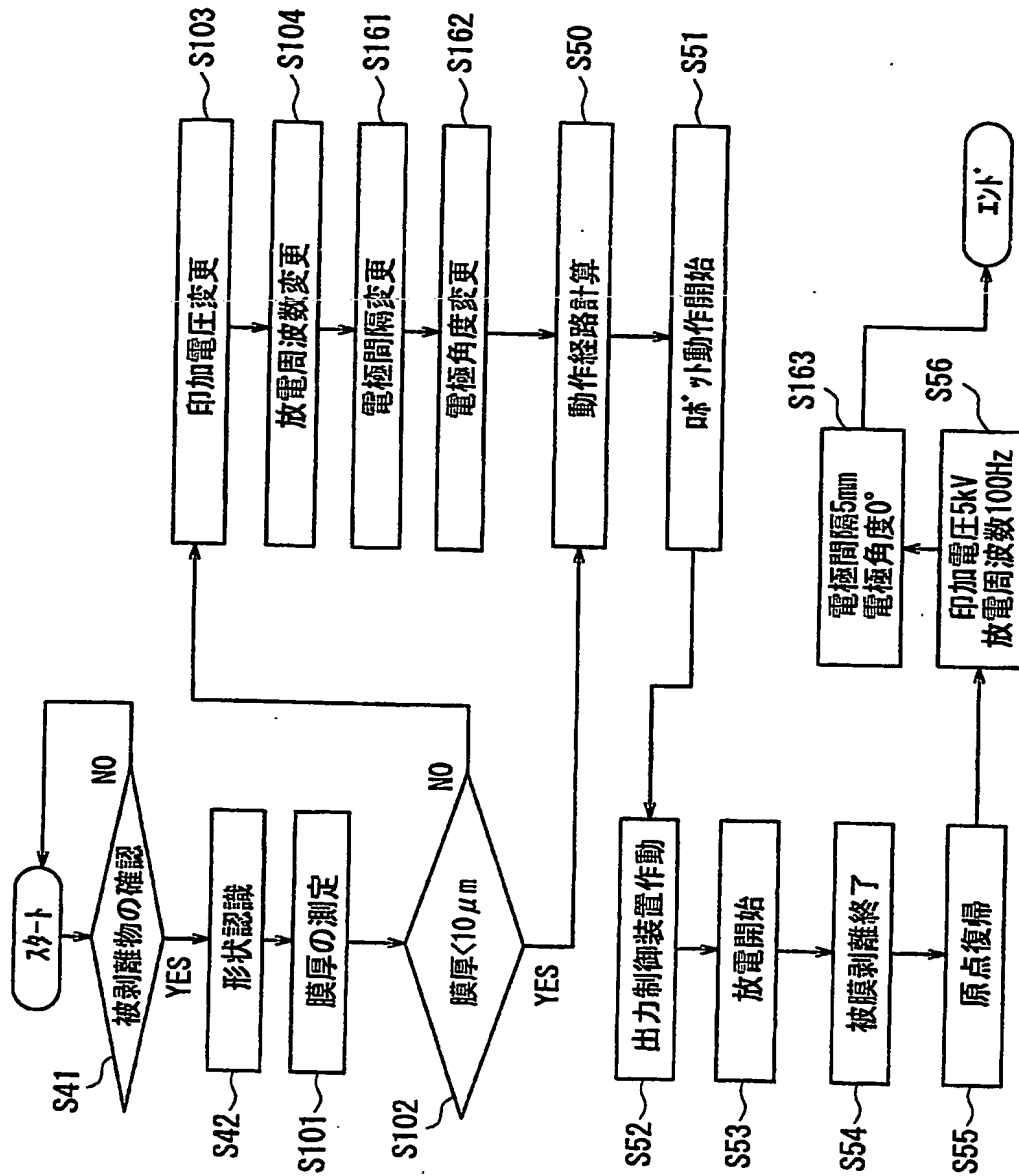 スタート
被剥離物の確認
S41
NO
YES
形状認識
S42
膜厚の測定
S101
膜厚<10μm
S102
NO
YES
印加電圧変更
S103
放電周波数変更
S104
電極間隔変更
S161
電極角度変更
S162
動作経路計算
S50
ロボット動作開始
S51
出力制御装置作動
S52
放電開始
S53
被膜剥離終了
S54
原点復帰
S55
印加電圧5kV
放電周波数100Hz
S56
電極間隔5mm
電極角度0°
S163
エンド